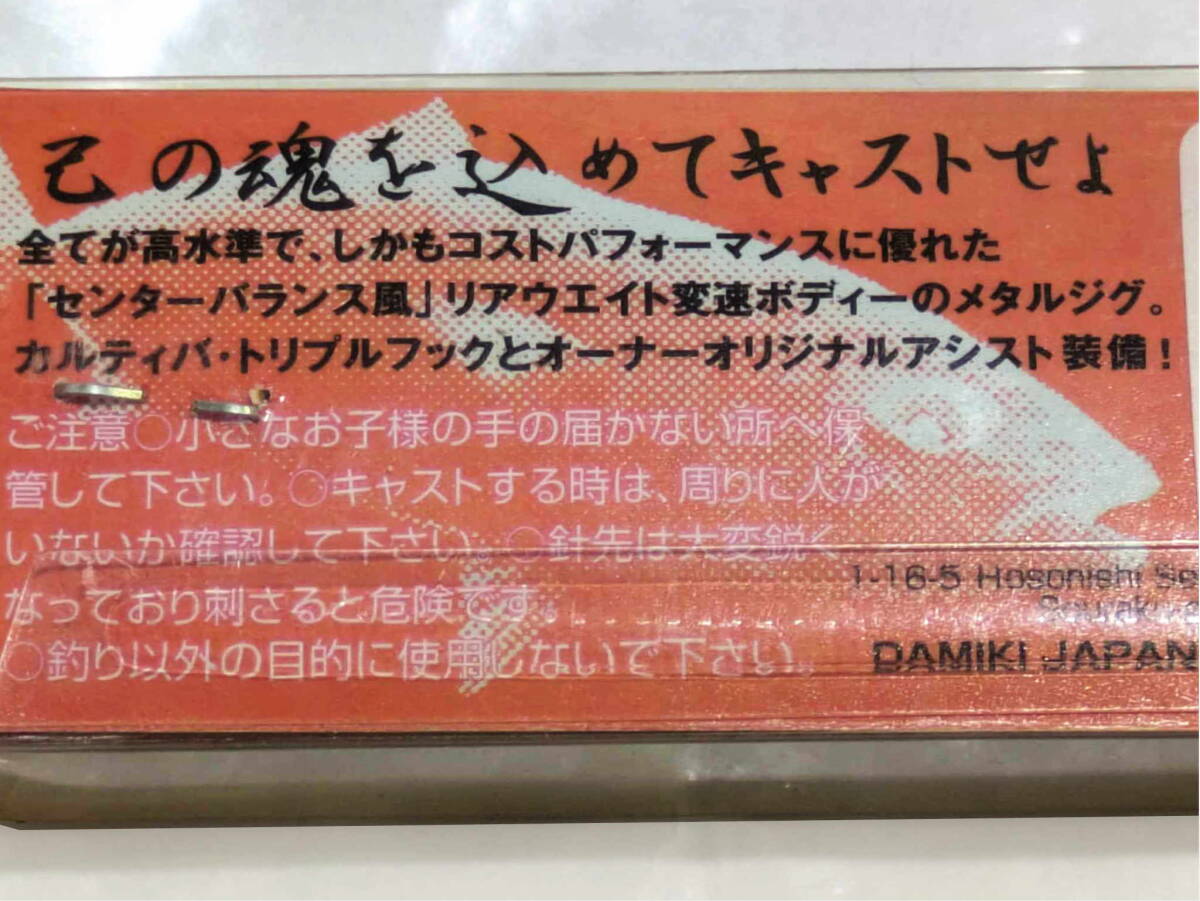 己の魂を込めてキャストせよ
全てが高水準で、しかもコストパフォーマンスに優れた
「センターバランス風」リアウエイト変速ボディーのメタルジグ。
カルティバ・トリプルフックとオーナーオリジナルアシスト装備!
ご注意○小さなお子様の手の届かない所へ保
管して下さい。○キャストする時は、周りに人が
いないか確認して下さい。○針先は大変鋭く
なっており刺さると危険です。
○釣り以外の目的に使用しないで下さい。
1-16-5 Hosonishi Se
DAMIKI JAPAN